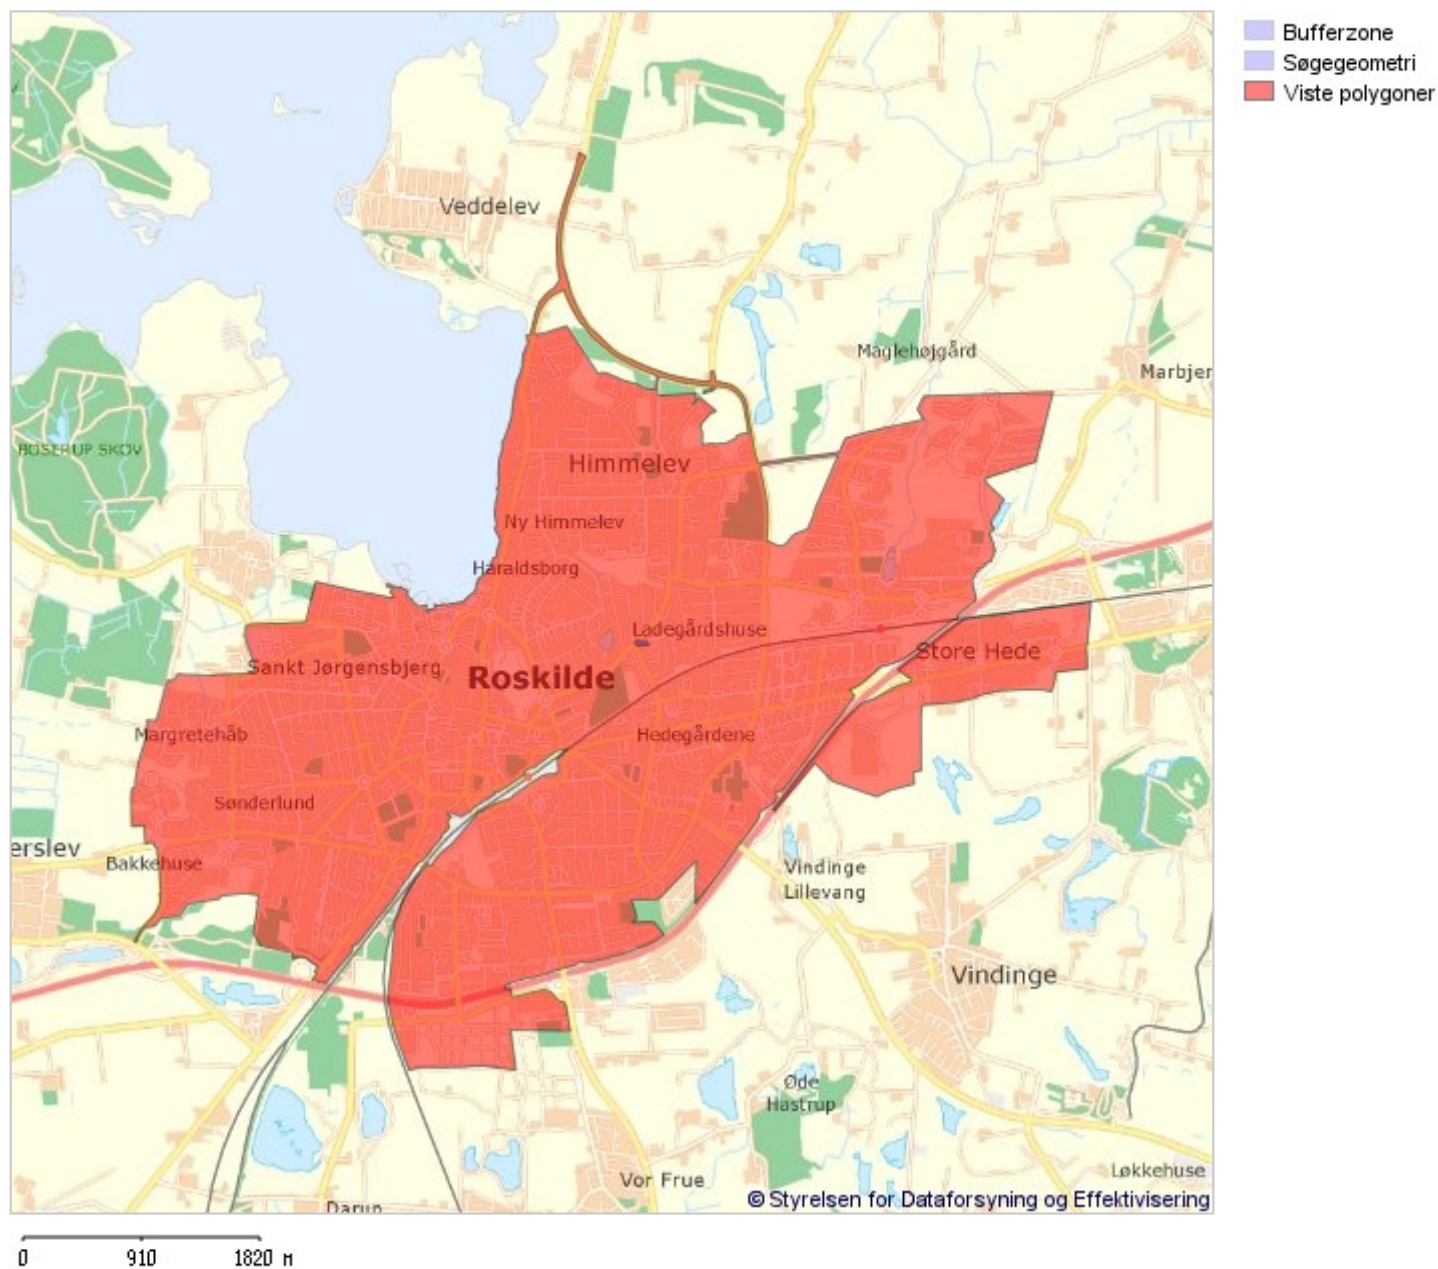 Bufferzone
Søgegeometri
Viste polygoner
Veddelev
Maglehøjgård
Marbjer
BOSERUP SKOV
Himmelev
Ny Himmelev
Haraldsborg
Ladegårdshuse
Store Hede
Sankt Jørgensbjerg
Roskilde
Margretehåb
Hedegårdene
Sønderlund
erslev
Bakkehuse
Vindinge
Lillevang
Vindinge
Øde
Hastrup
Vor Frue
Løkkehuse
Darup
© Styrelsen for Dataforsyning og Effektivisering
0 910 1820 M